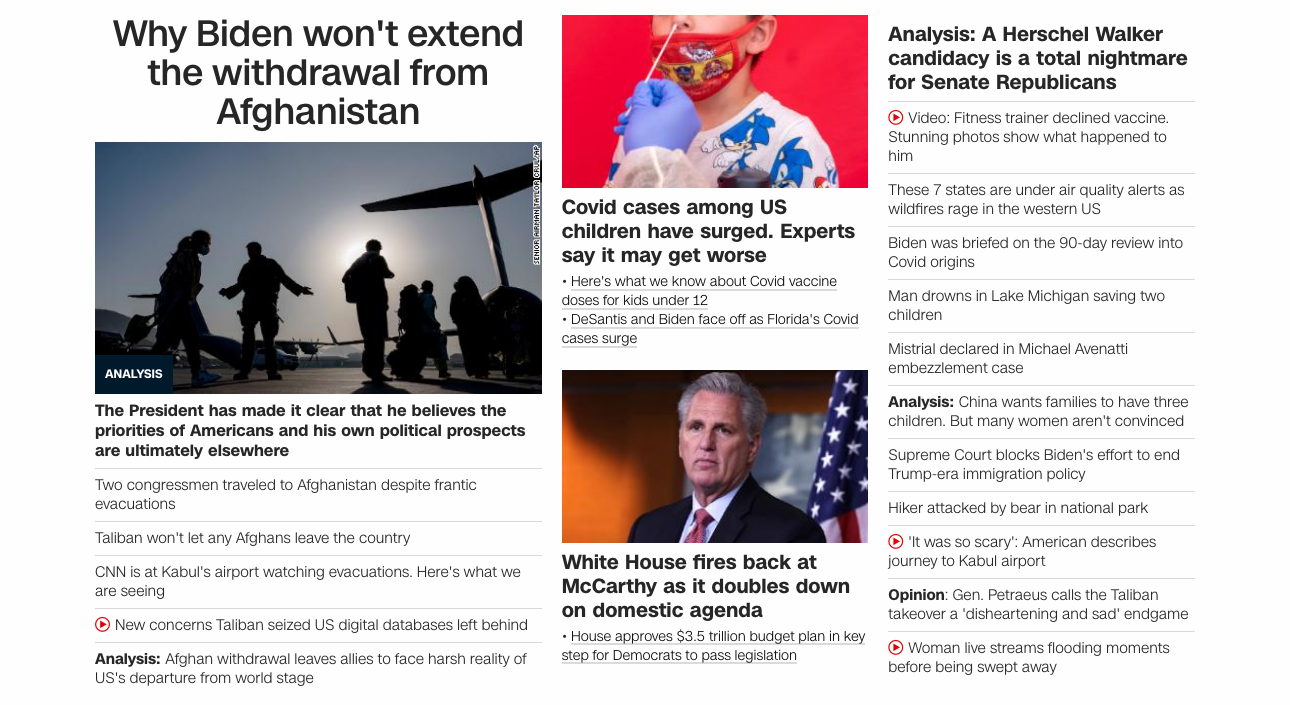 Why Biden won't extend
the withdrawal from
Afghanistan
SENIOR AIRMAN TAYLOR CRUL/AP
ANALYSIS
The President has made it clear that he believes the
priorities of Americans and his own political prospects
are ultimately elsewhere
Two congressmen traveled to Afghanistan despite frantic
evacuations
Taliban won't let any Afghans leave the country
CNN is at Kabul's airport watching evacuations. Here's what we
are seeing
New concerns Taliban seized US digital databases left behind
Analysis: Afghan withdrawal leaves allies to face harsh reality of
US's departure from world stage
Covid cases among US
children have surged. Experts
say it may get worse
• Here's what we know about Covid vaccine
doses for kids under 12
• DeSantis and Biden face off as Florida's Covid
cases surge
White House fires back at
McCarthy as it doubles down
on domestic agenda
• House approves $3.5 trillion budget plan in key
step for Democrats to pass legislation
Analysis: A Herschel Walker
candidacy is a total nightmare
for Senate Republicans
Video: Fitness trainer declined vaccine.
Stunning photos show what happened to
him
These 7 states are under air quality alerts as
wildfires rage in the western US
Biden was briefed on the 90-day review into
Covid origins
Man drowns in Lake Michigan saving two
children
Mistrial declared in Michael Avenatti
embezzlement case
Analysis: China wants families to have three
children. But many women aren't convinced
Supreme Court blocks Biden's effort to end
Trump-era immigration policy
Hiker attacked by bear in national park
'It was so scary': American describes
journey to Kabul airport
Opinion: Gen. Petraeus calls the Taliban
takeover a 'disheartening and sad' endgame
Woman live streams flooding moments
before being swept away